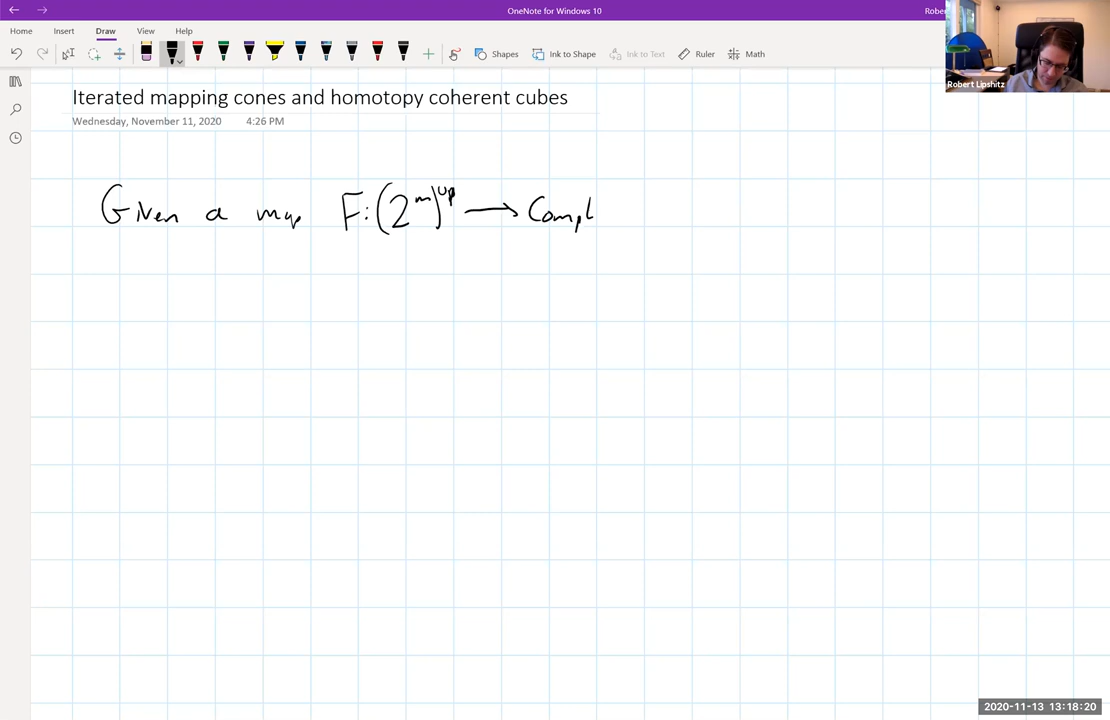 OneNote for Windows 10
Rober
Home Insert Draw View Help
Shapes Ink to Shape Ink to Text Ruler Math
Robert Lipshitz
Iterated mapping cones and homotopy coherent cubes
Wednesday, November 11, 2020 4:26 PM
Given a map F: (2^m)^op → Compl
2020-11-13 13:18:20